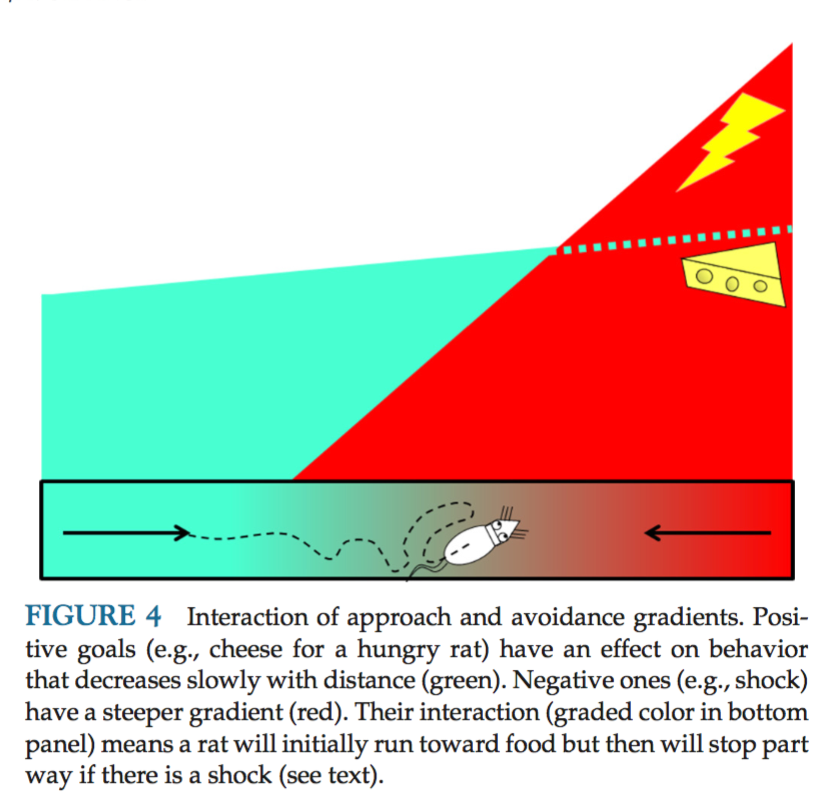 FIGURE 4 Interaction of approach and avoidance gradients. Posi-
tive goals (e.g., cheese for a hungry rat) have an effect on behavior
that decreases slowly with distance (green). Negative ones (e.g., shock)
have a steeper gradient (red). Their interaction (graded color in bottom
panel) means a rat will initially run toward food but then will stop part
way if there is a shock (see text).